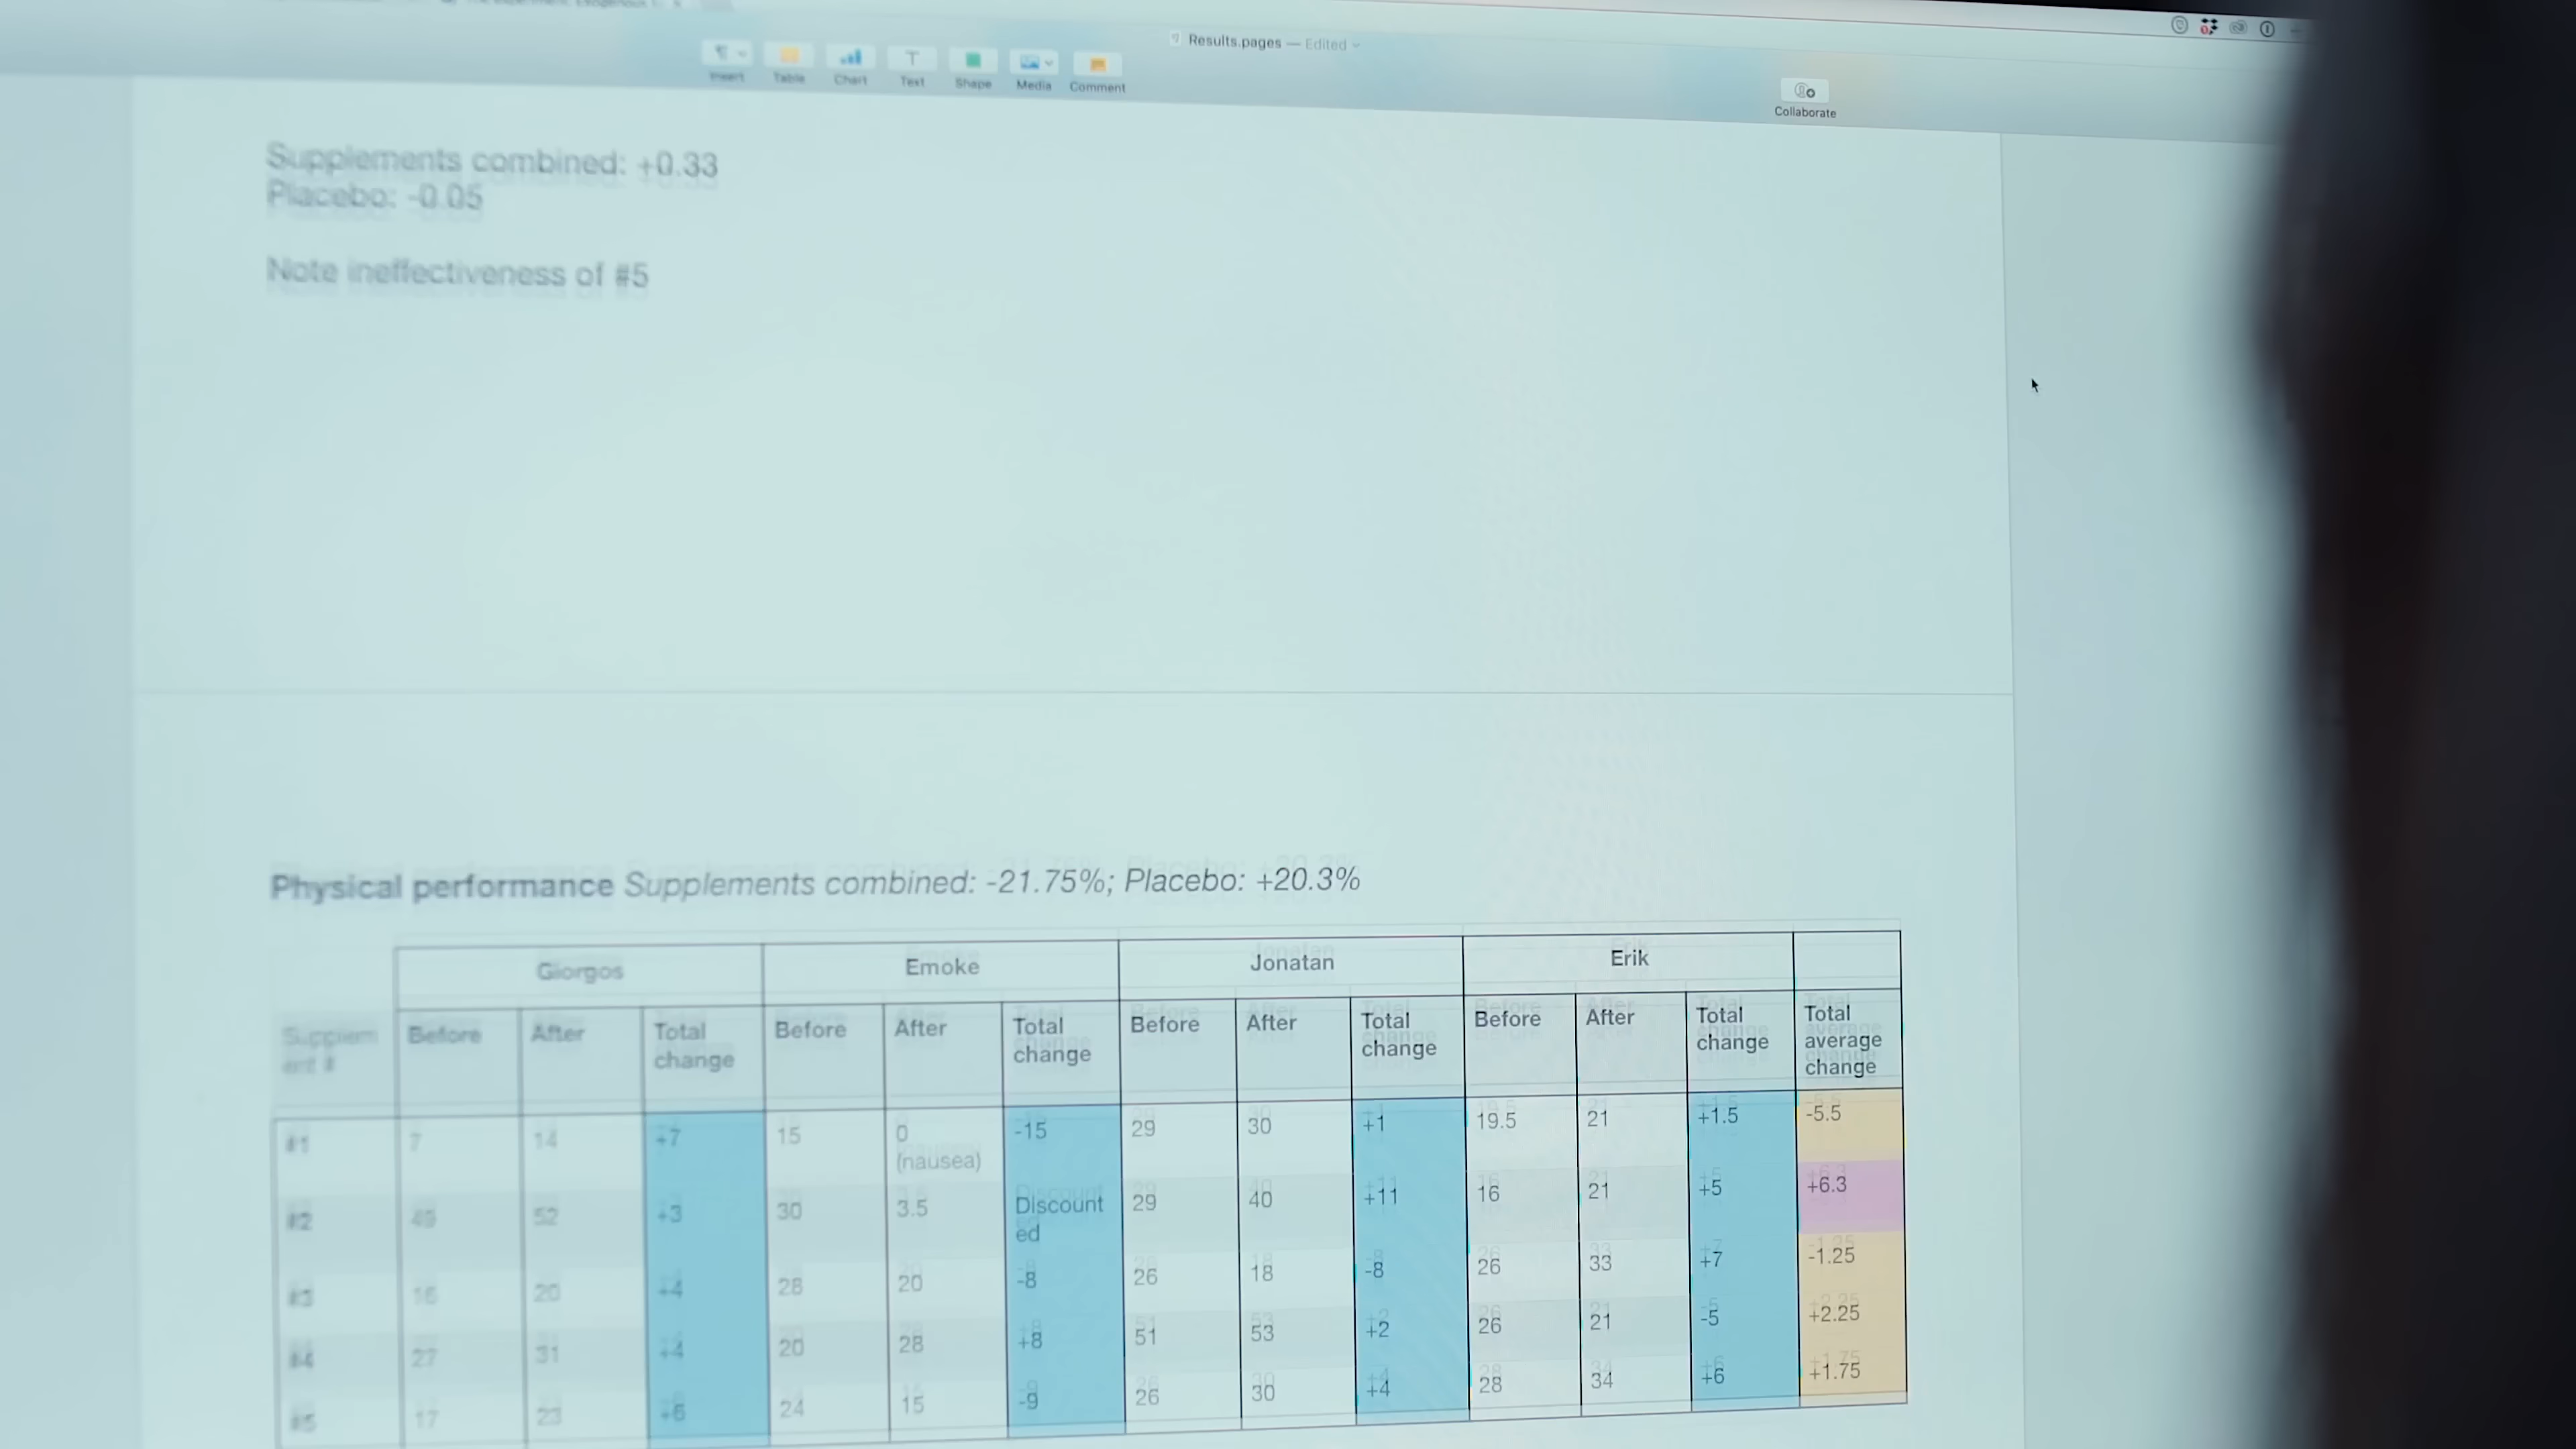 Results.pages — Edited
Insert Table Chart Text Shape Media Comment
Collaborate
Supplements combined: +0.33
Placebo: -0.05
Note ineffectiveness of #5
Physical performance Supplements combined: -21.75%; Placebo: +20.3%
Giorgos Emoke Jonatan Erik
Supplem Before After Total Before After Total Before After Total Before After Total Total
ent # change change change change average
change
#1 7 14 +7 15 0 -15 29 30 +1 19.5 21 +1.5 -5.5
(nausea)
#2 49 52 +3 30 3.5 Discount 29 40 +11 16 21 +5 +6.3
ed
#3 16 20 +4 28 20 -8 26 18 -8 26 33 +7 -1.25
#4 27 31 +4 20 28 +8 51 53 +2 26 21 -5 +2.25
#5 17 23 +6 24 15 -9 26 30 +4 28 34 +6 +1.75